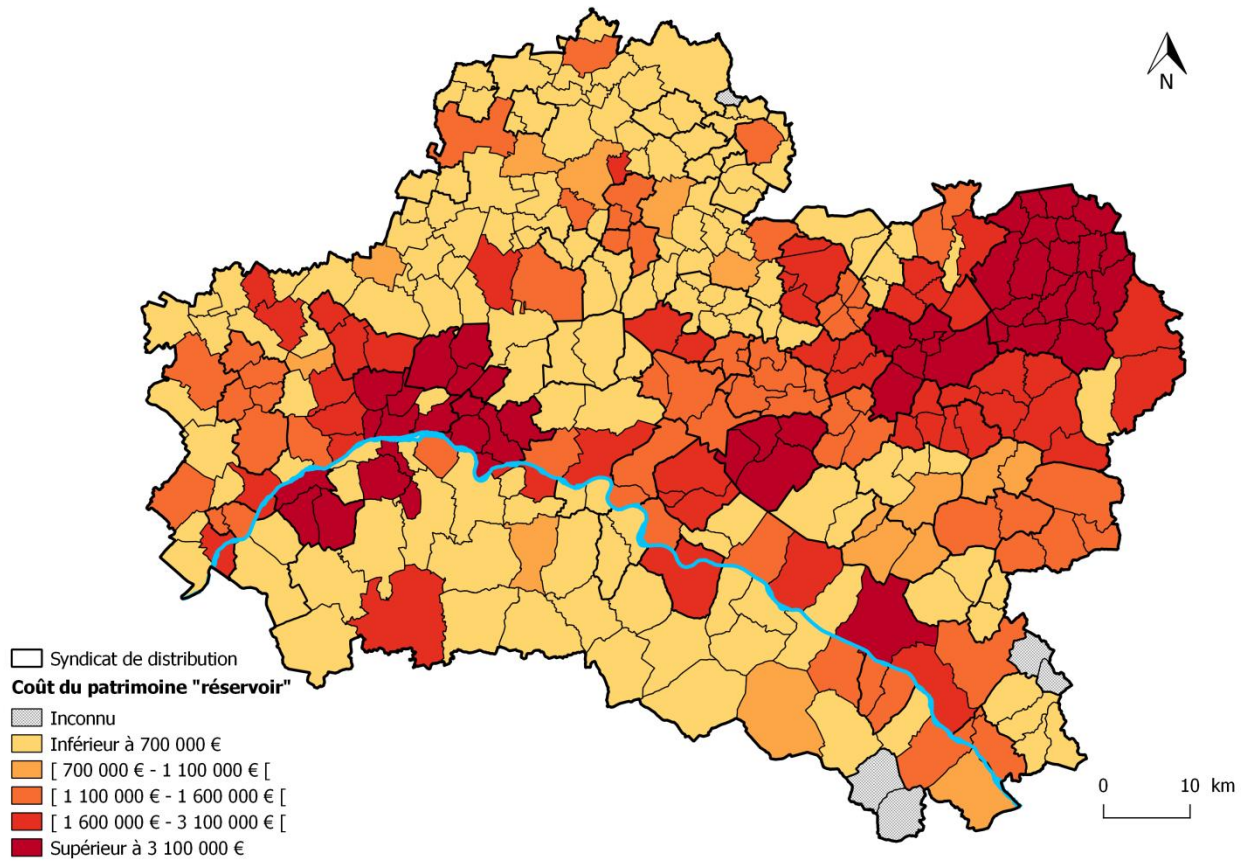 N
Syndicat de distribution
Coût du patrimoine "réservoir"
Inconnu
Inférieur à 700 000 €
[ 700 000 € - 1 100 000 € [
[ 1 100 000 € - 1 600 000 € [
[ 1 600 000 € - 3 100 000 € [
Supérieur à 3 100 000 €
0 10 km